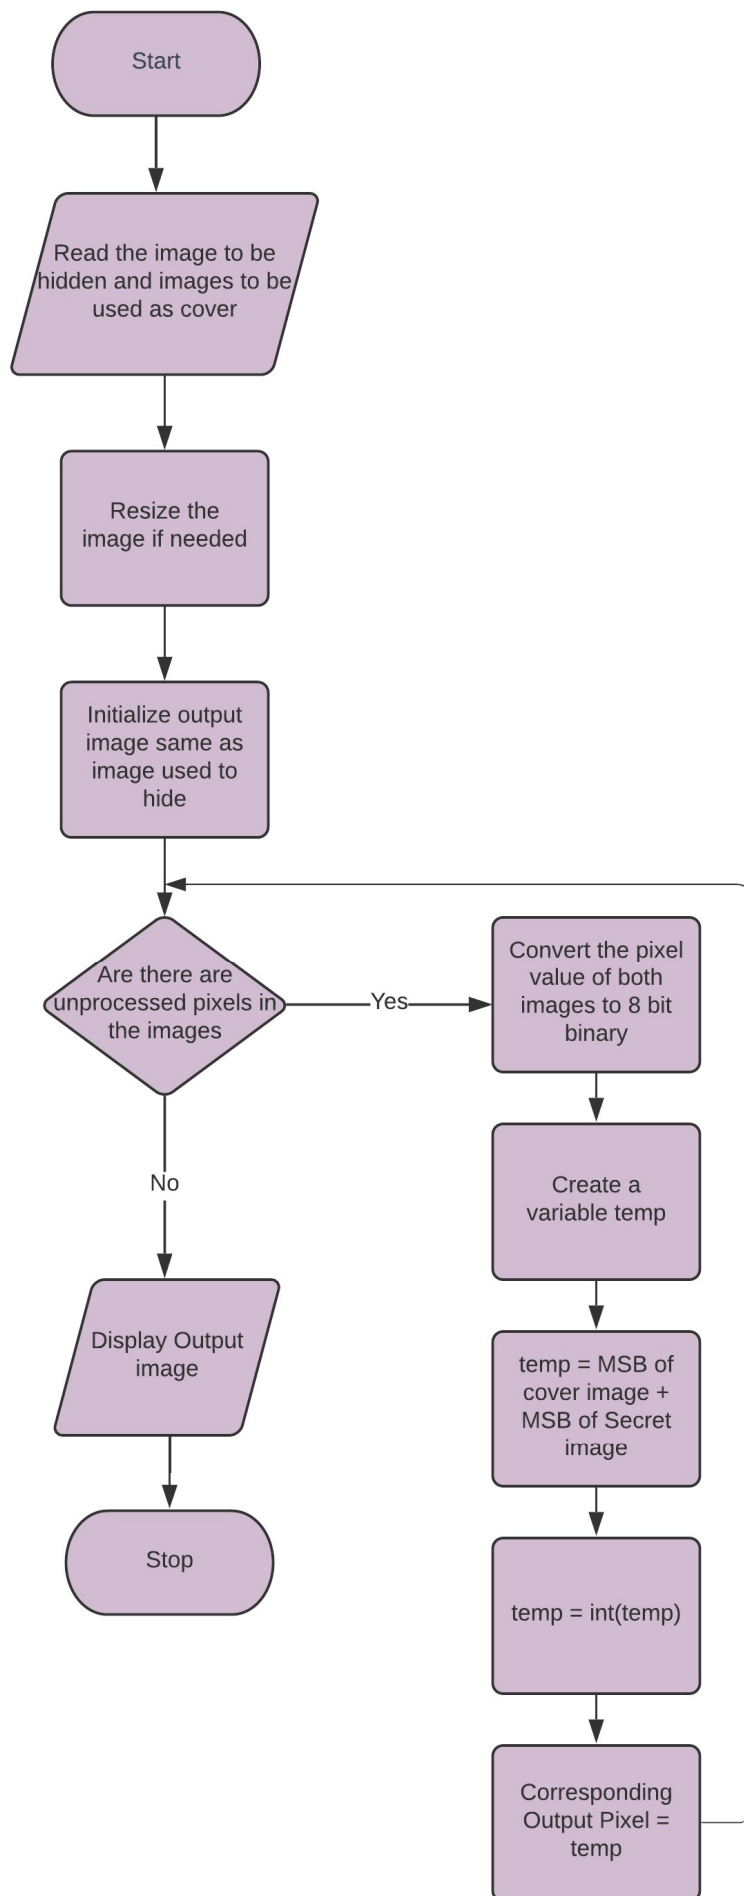 Start
Read the image to be
hidden and images to be
used as cover
Resize the
image if needed
Initialize output
image same as
image used to
hide
Are there are
unprocessed pixels in
the images
Yes
Convert the pixel
value of both
images to 8 bit
binary
Create a
variable temp
temp = MSB of
cover image +
MSB of Secret
image
temp = int(temp)
Corresponding
Output Pixel =
temp
No
Display Output
image
Stop